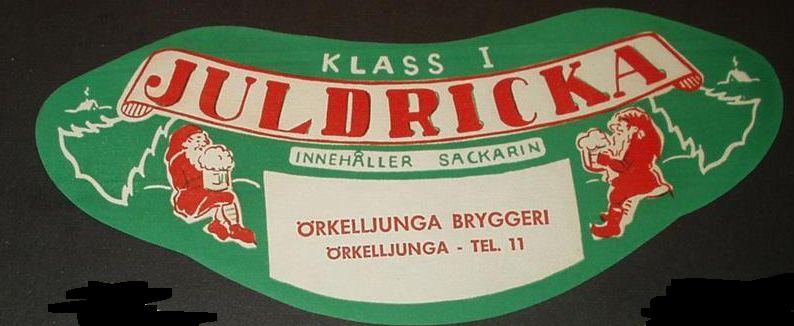 KLASS I
JULDRICKA
INNEHÅLLER SACKARIN
ÖRKELLJUNGA BRYGGERI
ÖRKELLJUNGA - TEL. 11